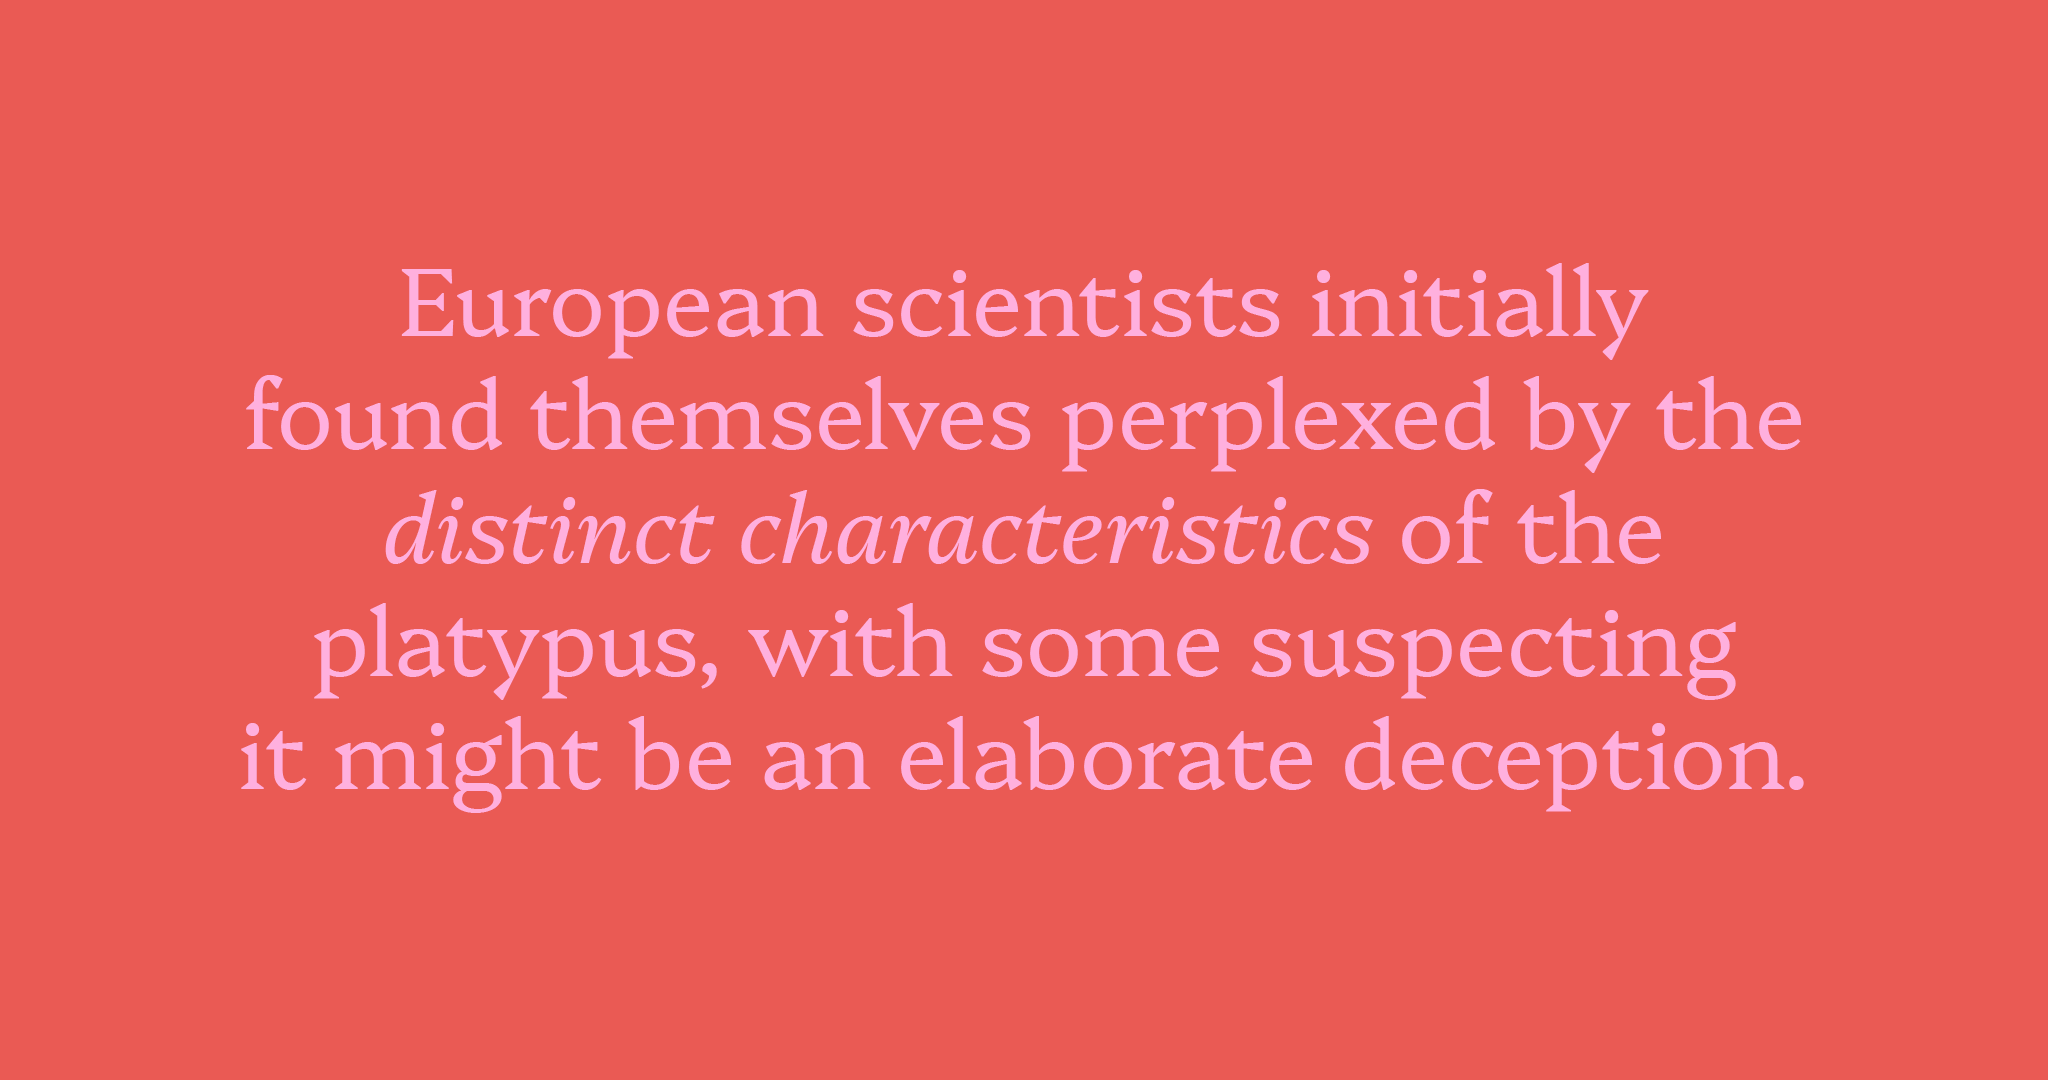 European scientists initially
found themselves perplexed by the
distinct characteristics of the
platypus, with some suspecting
it might be an elaborate deception.